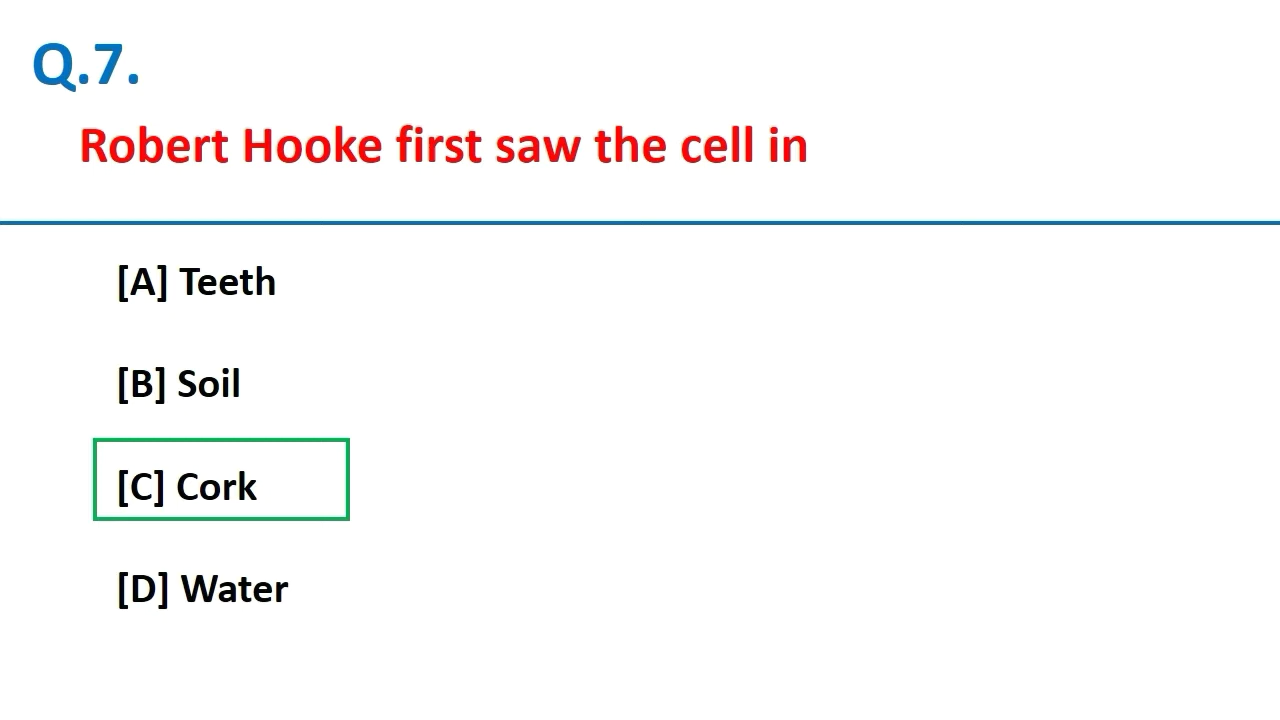 Q.7.
Robert Hooke first saw the cell in
[A] Teeth
[B] Soil
[C] Cork
[D] Water